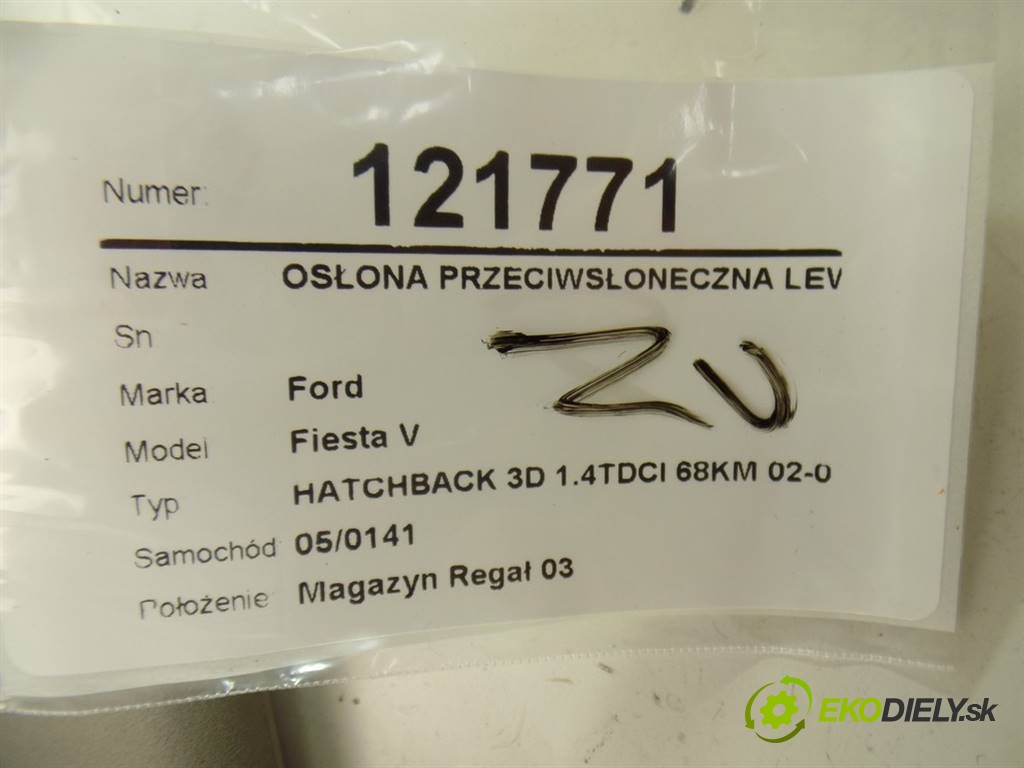 Numer: 121771
Nazwa OSŁONA PRZECIWSŁONECZNA LEV
Sn
Marka Ford
Model Fiesta V
Typ HATCHBACK 3D 1.4TDCI 68KM 02-0
Samochód 05/0141
Położenie Magazyn Regał 03
ZU
EKODIELY.sk